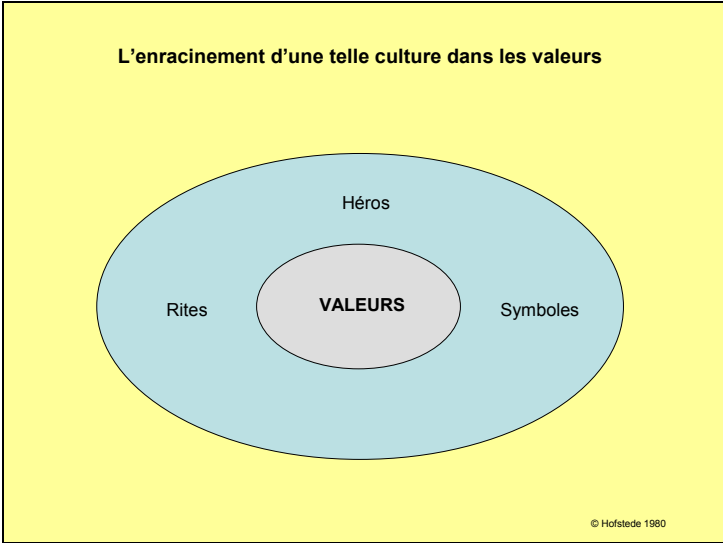 L'enracinement d'une telle culture dans les valeurs
Héros
Rites
VALEURS
Symboles
© Hofstede 1980